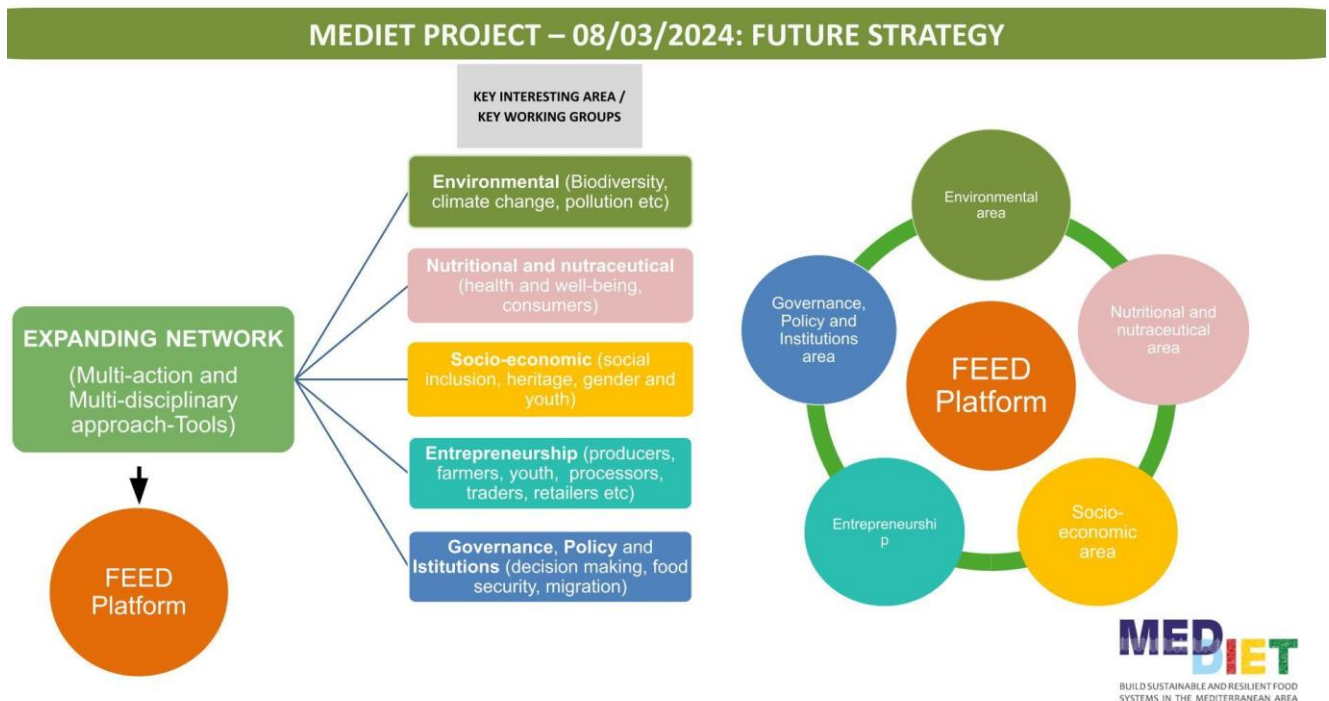 MEDIET PROJECT – 08/03/2024: FUTURE STRATEGY
KEY INTERESTING AREA /
KEY WORKING GROUPS
EXPANDING NETWORK
(Multi-action and
Multi-disciplinary
approach-Tools)
FEED
Platform
Environmental (Biodiversity,
climate change, pollution etc)
Nutritional and nutraceutical
(health and well-being,
consumers)
Socio-economic (social
inclusion, heritage, gender and
youth)
Entrepreneurship (producers,
farmers, youth, processors,
traders, retailers etc)
Governance, Policy and
Istitutions (decision making, food
security, migration)
Environmental
area
Nutritional and
nutraceutical
area
Socio-
economic
area
Entrepreneurshi
p
Governance,
Policy and
Institutions
area
FEED
Platform
MED
DIET
BUILD SUSTAINABLE AND RESILIENT FOOD
SYSTEMS IN THE MEDITERRANEAN AREA